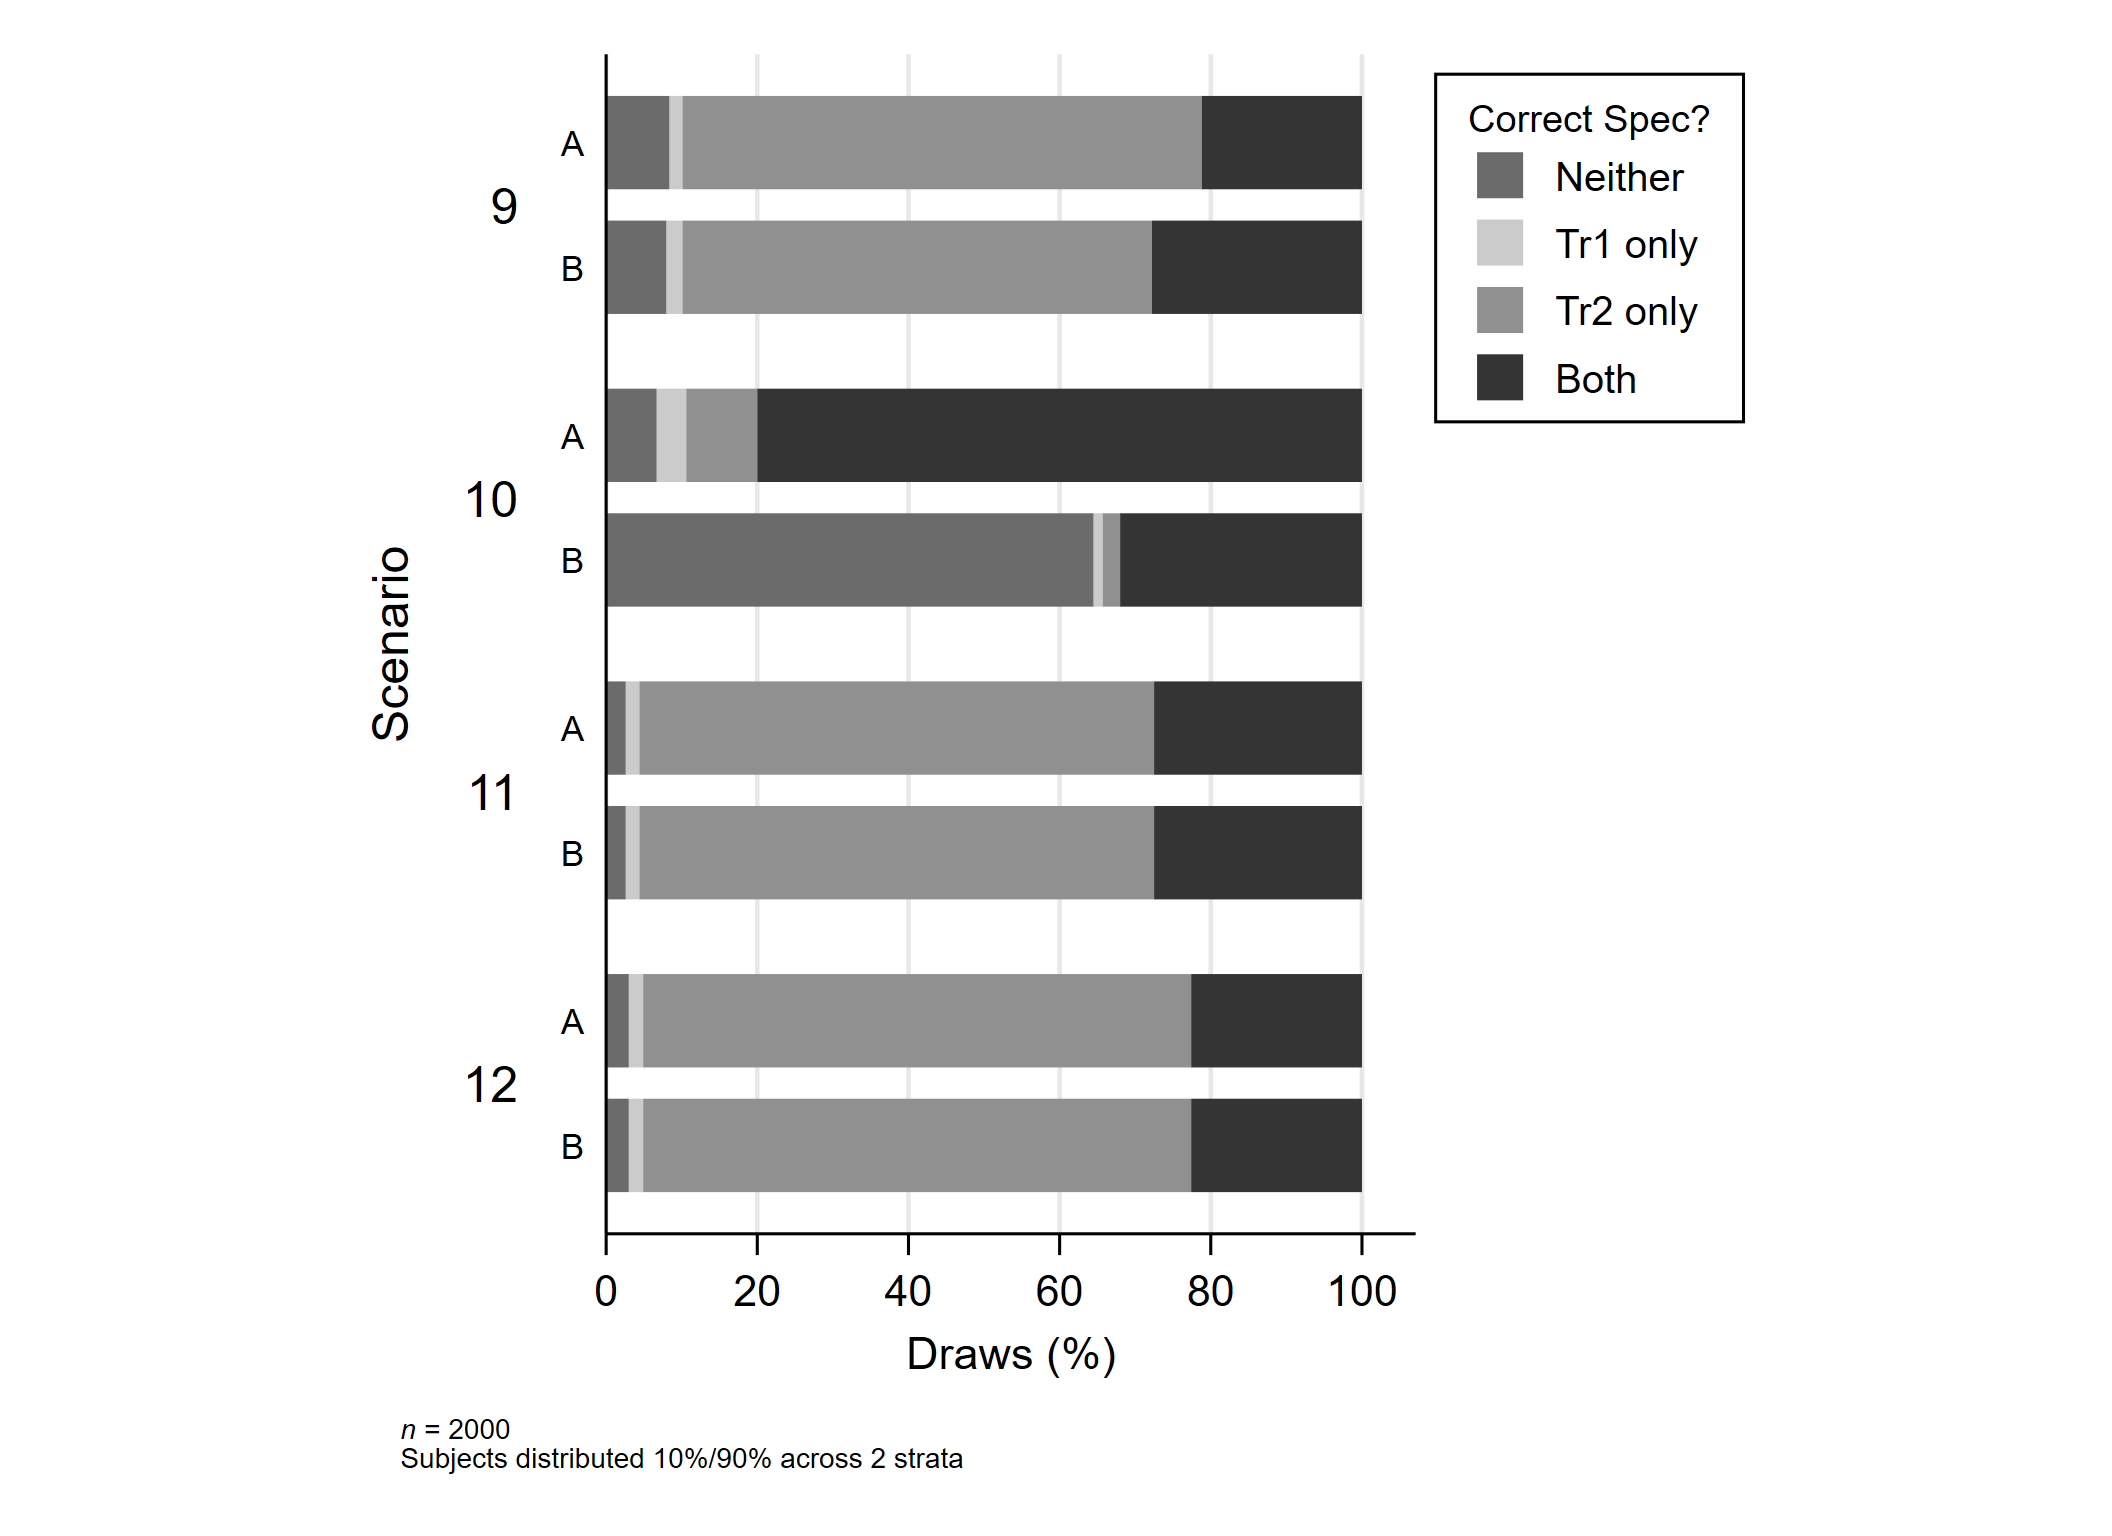 Correct Spec?
Neither
Tr1 only
Tr2 only
Both
Scenario
9
A
B
10
A
B
11
A
B
12
A
B
0 20 40 60 80 100
Draws (%)
n = 2000
Subjects distributed 10%/90% across 2 strata